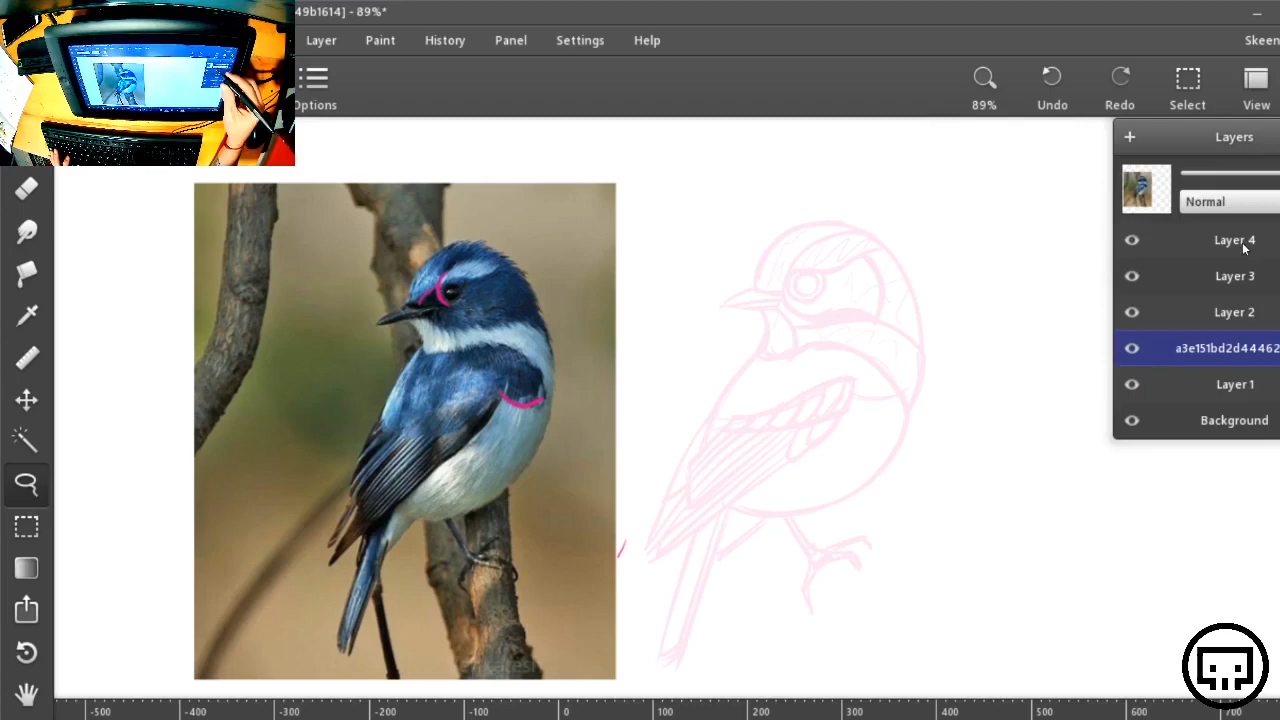 49b1614] - 89%*
Layer Paint History Panel Settings Help Skeen
Options 89% Undo Redo Select View
Layers
Normal
Layer 4
Layer 3
Layer 2
a3e151bd2d44462
Layer 1
Background
-500 -400 -300 -200 -100 0 100 200 300 400 500 600 700